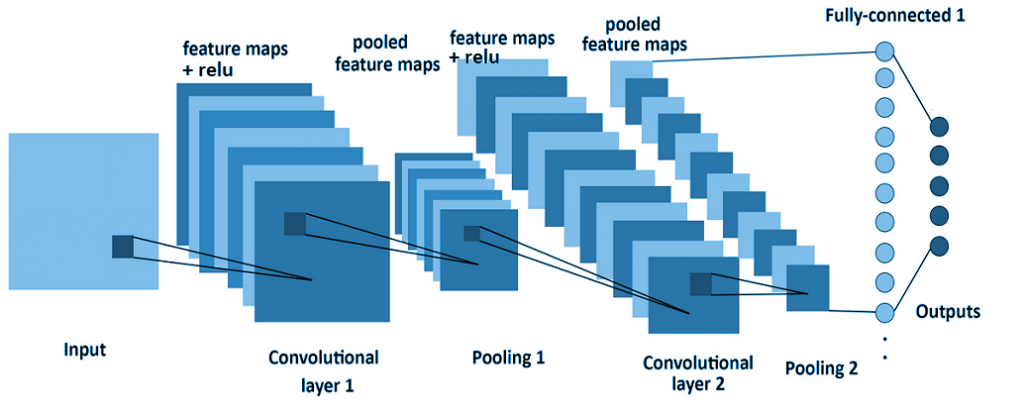 Fully-connected 1
feature maps
+ relu
pooled
feature maps
feature maps
+ relu
pooled
feature maps
Outputs
Input
Convolutional
layer 1
Pooling 1
Convolutional
layer 2
Pooling 2